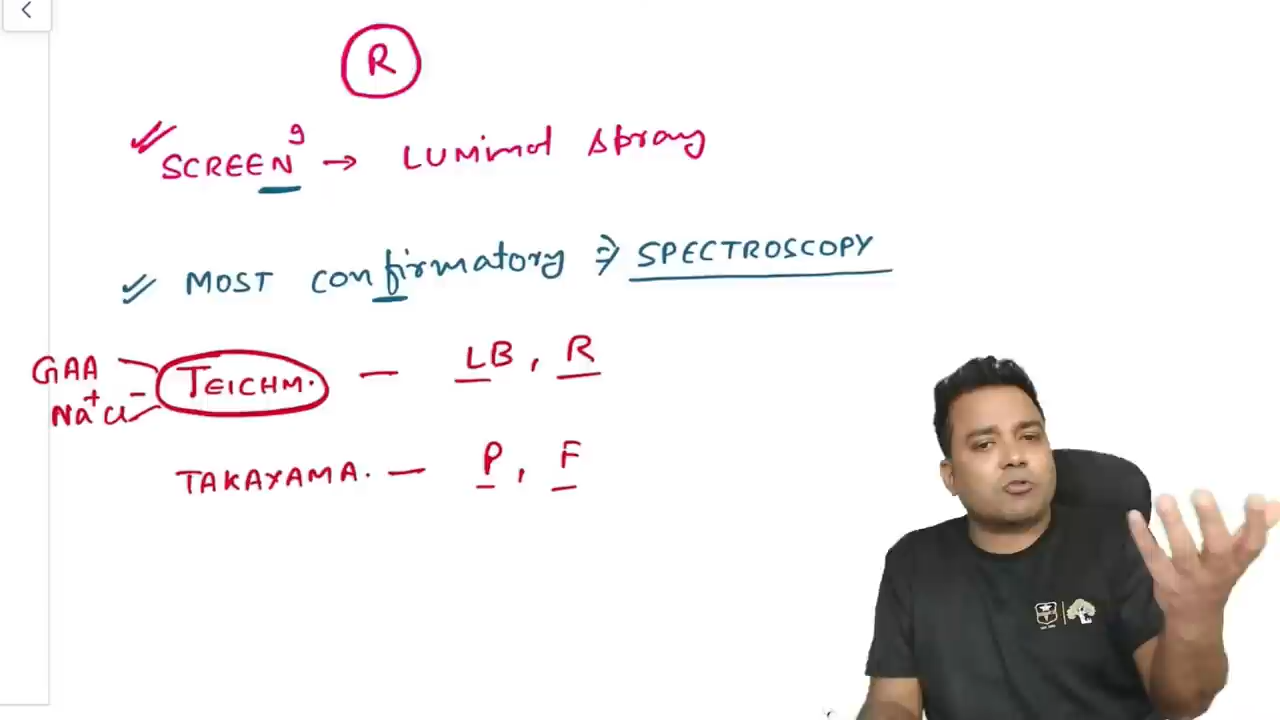 R
SCREENg → LUminol spray
MOST confirmatory ⇒ SPECTROSCOPY
GAA
TEICHM. — LB, R
Na+Cl-
TAKAYAMA. — P, F